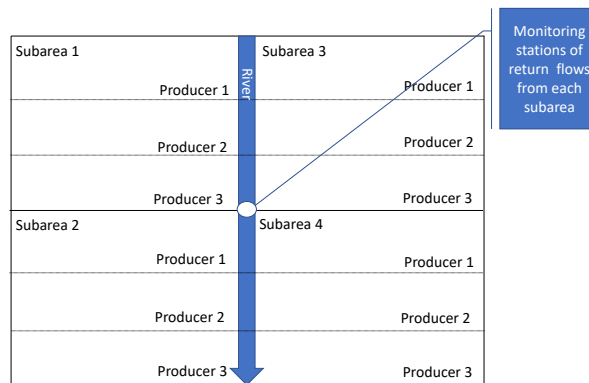 Monitoring
stations of
return flows
from each
subarea
Subarea 1
Subarea 3
River
Producer 1
Producer 1
Producer 2
Producer 2
Producer 3
Producer 3
Subarea 2
Subarea 4
Producer 1
Producer 1
Producer 2
Producer 2
Producer 3
Producer 3